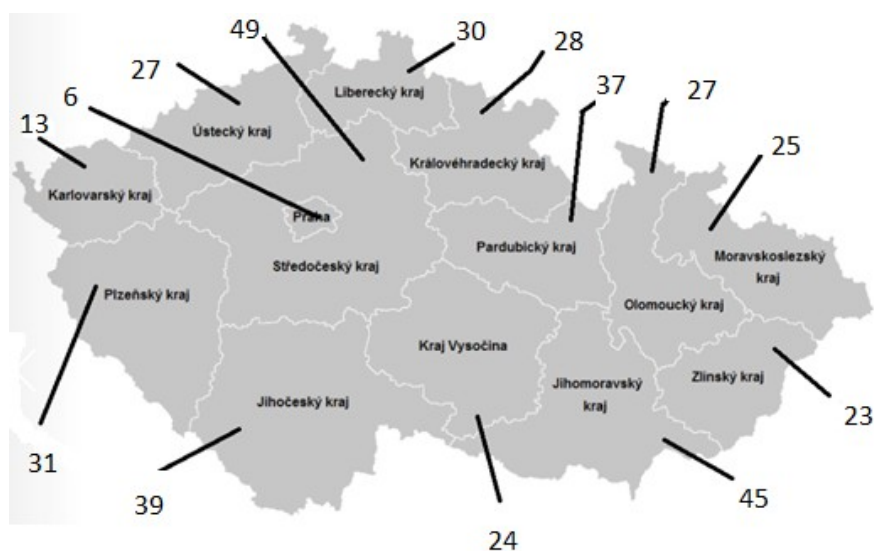 49
30
28
27
37
27
6
Liberecký kraj
13
Ústecký kraj
25
Královéhradecký kraj
Karlovarský kraj
Praha
Pardubický kraj
Středočeský kraj
Moravskoslezský
kraj
Plzeňský kraj
Olomoucký kraj
Kraj Vysočina
Jihomoravský
kraj
Zlínský kraj
Jihočeský kraj
23
31
39
45
24